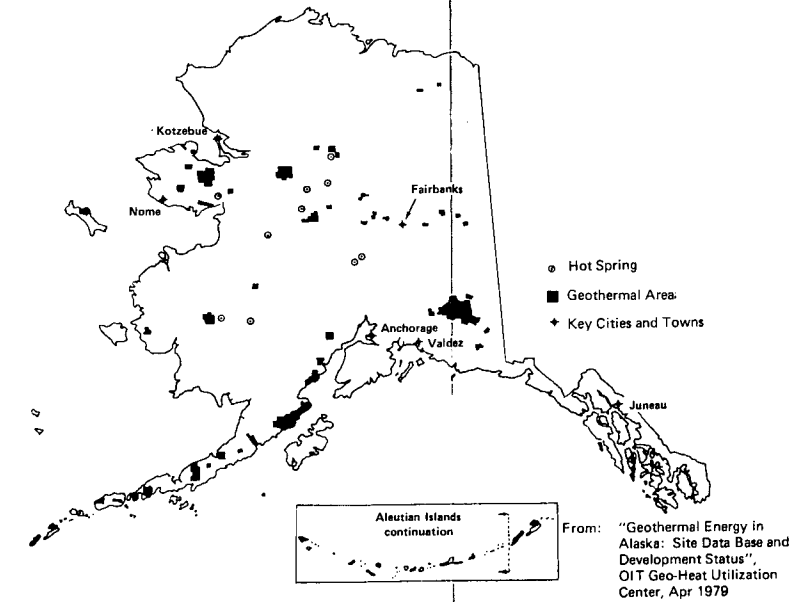 Kotzebue
Fairbanks
Nome
Hot Spring
Geothermal Area
Key Cities and Towns
Anchorage
Valdez
Juneau
Aleutian Islands
continuation
From: "Geothermal Energy in
Alaska: Site Data Base and
Development Status",
OIT Geo-Heat Utilization
Center, Apr 1979